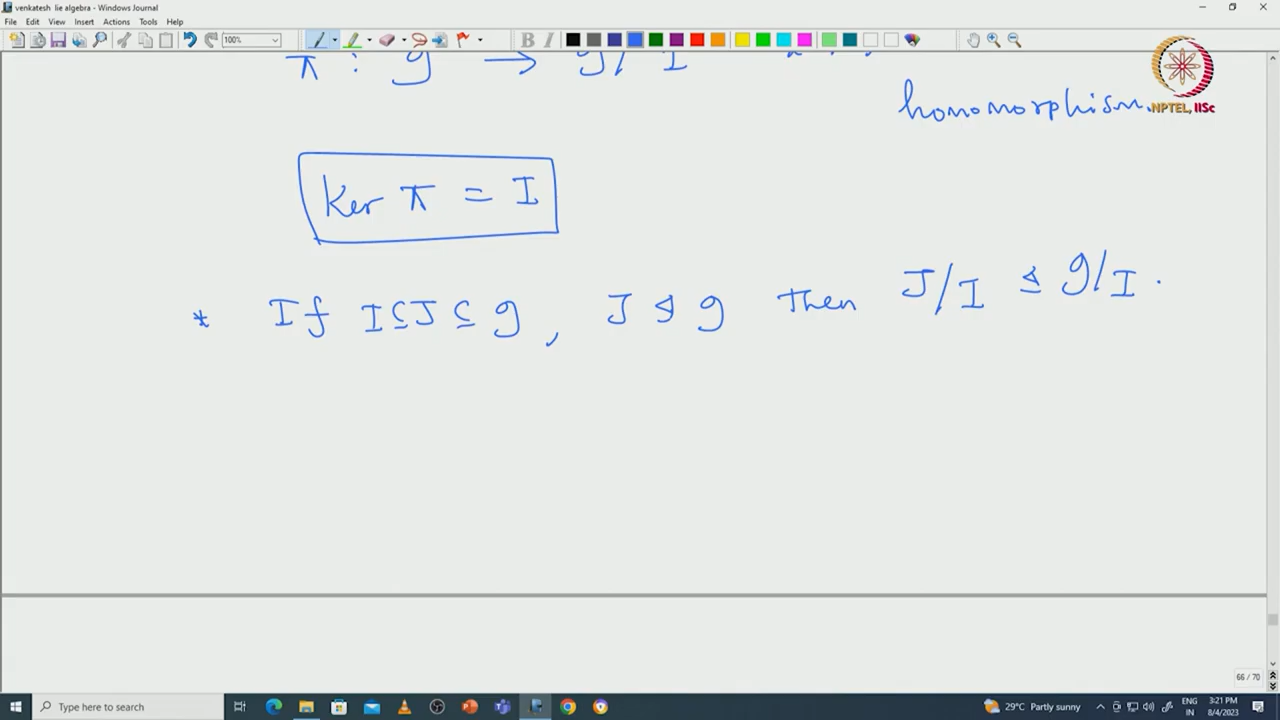 venkatesh lie algebra - Windows Journal
File Edit View Insert Actions Tools Help
100% B I
π : g → g/I
homomorphism.
NPTEL, IISc
Ker π = I
* If I ⊆ J ⊆ g, J ⊴ g Then J/I ⊴ g/I.
66 / 70
Type here to search
29°C Partly sunny
ENG
IN
3:21 PM
8/4/2023